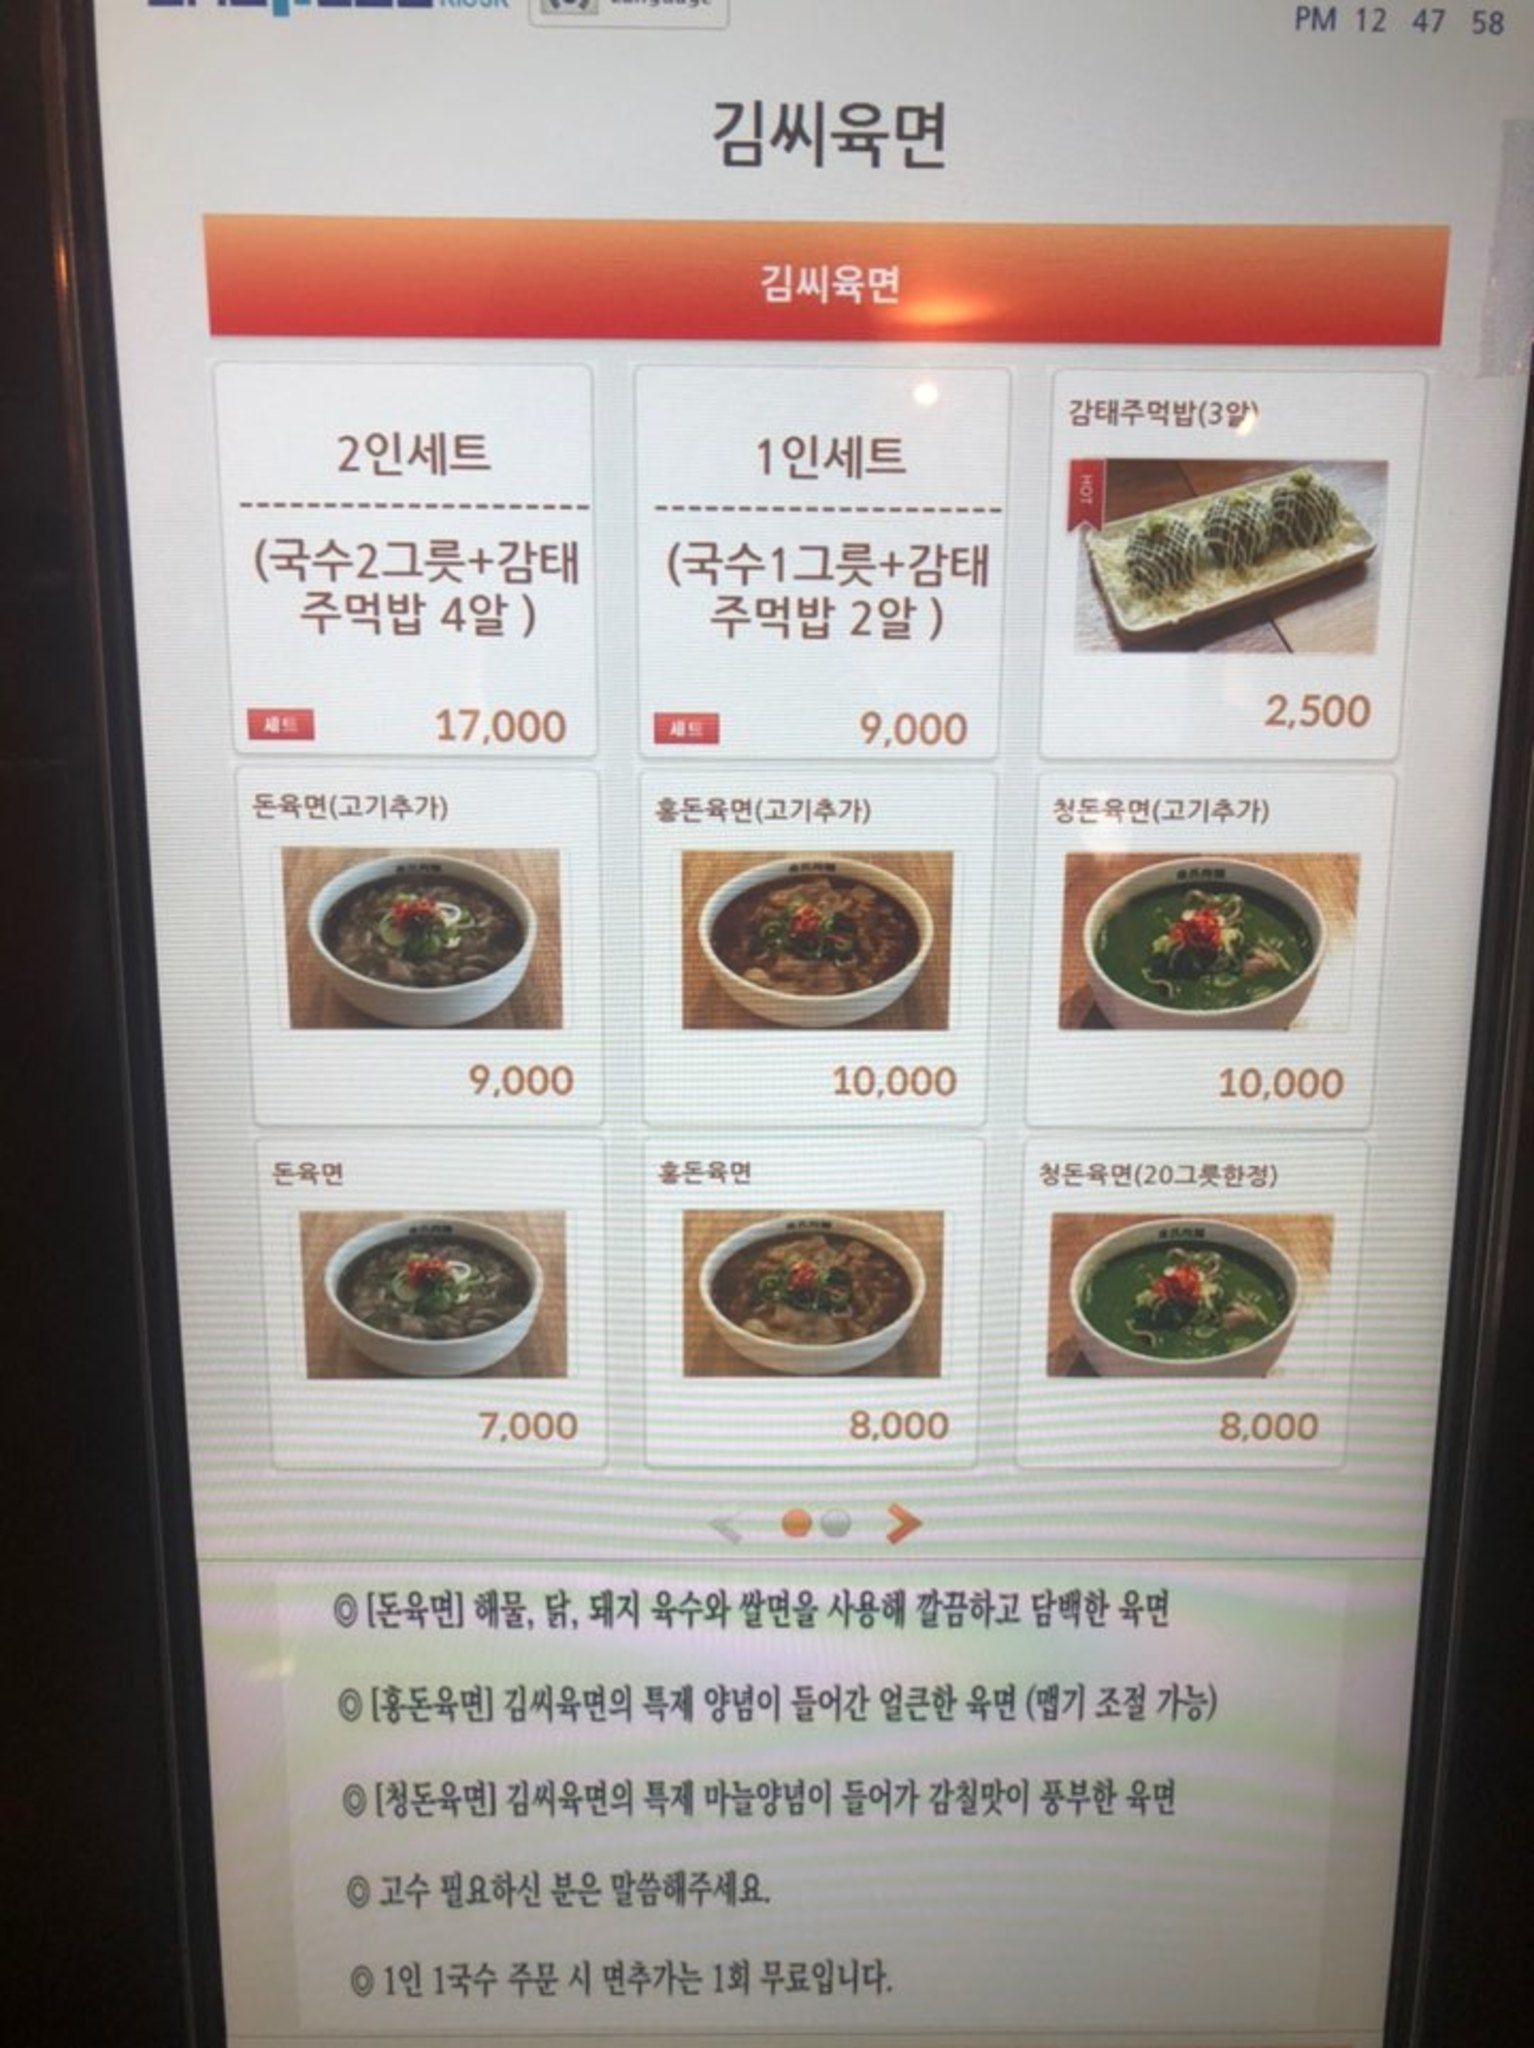 KIOSK
Language
PM 12 47 58
김씨육면
김씨육면
2인세트
(국수2그릇+감태
주먹밥 4알 )
세트
17,000
1인세트
(국수1그릇+감태
주먹밥 2알 )
세트
9,000
감태주먹밥(3알)
HOT
2,500
돈육면(고기추가)
9,000
홍돈육면(고기추가)
10,000
청돈육면(고기추가)
10,000
돈육면
7,000
홍돈육면
8,000
청돈육면(20그릇한정)
8,000
◎ [돈육면] 해물, 닭, 돼지 육수와 쌀면을 사용해 깔끔하고 담백한 육면
◎ [홍돈육면] 김씨육면의 특제 양념이 들어간 얼큰한 육면 (맵기 조절 가능)
◎ [청돈육면] 김씨육면의 특제 마늘양념이 들어가 감칠맛이 풍부한 육면
◎ 고수 필요하신 분은 말씀해주세요.
◎ 1인 1국수 주문 시 면추가는 1회 무료입니다.